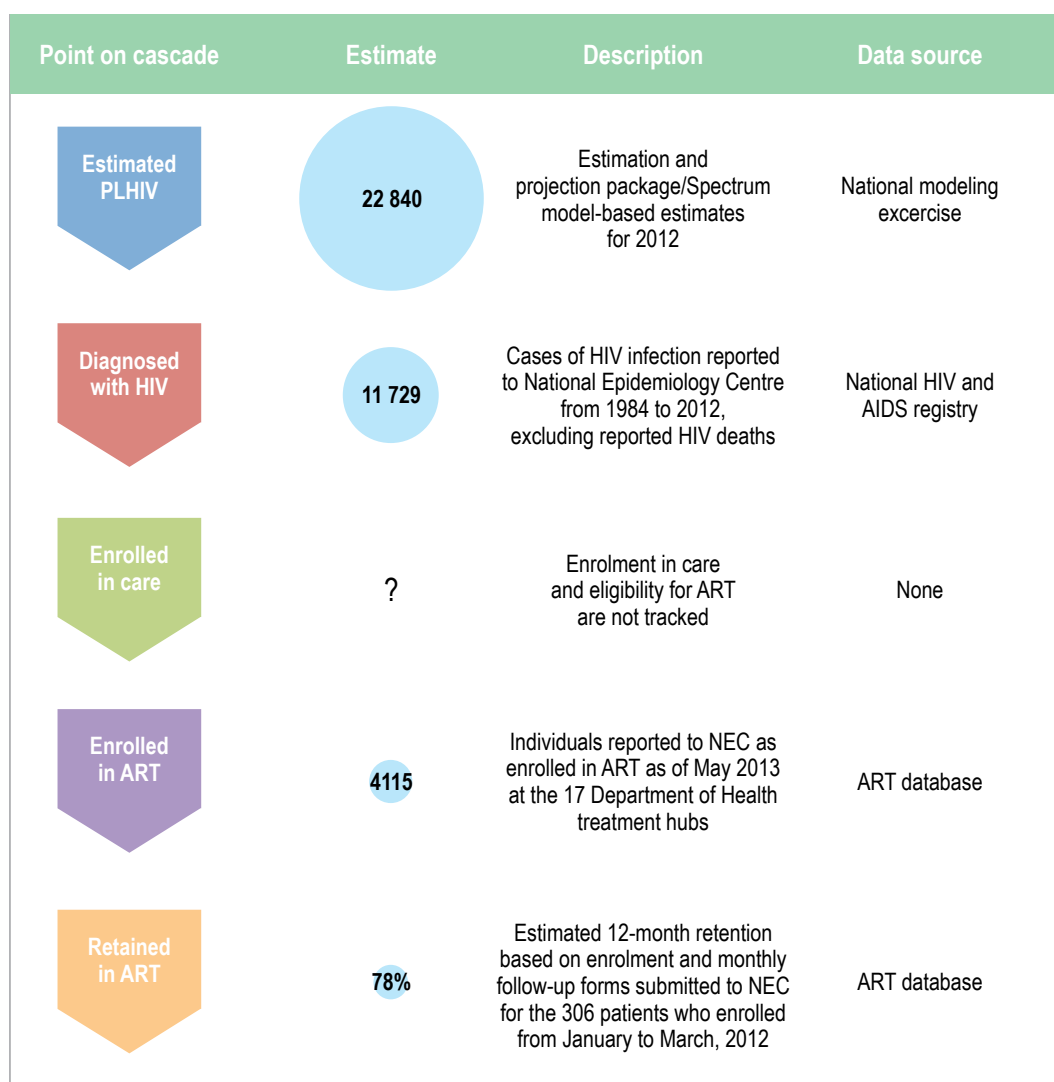 Point on cascade Estimate Description Data source
Estimated
PLHIV
22 840
Estimation and
projection package/Spectrum
model-based estimates
for 2012
National modeling
excercise
Diagnosed
with HIV
11 729
Cases of HIV infection reported
to National Epidemiology Centre
from 1984 to 2012,
excluding reported HIV deaths
National HIV and
AIDS registry
Enrolled
in care
?
Enrolment in care
and eligibility for ART
are not tracked
None
Enrolled
in ART
4115
Individuals reported to NEC as
enrolled in ART as of May 2013
at the 17 Department of Health
treatment hubs
ART database
Retained
in ART
78%
Estimated 12-month retention
based on enrolment and monthly
follow-up forms submitted to NEC
for the 306 patients who enrolled
from January to March, 2012
ART database